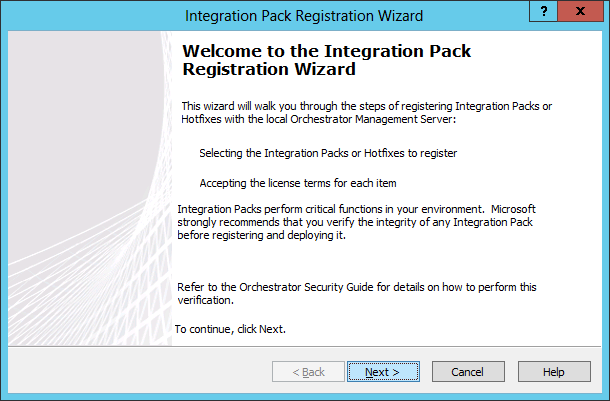 Integration Pack Registration Wizard
? x
Welcome to the Integration Pack
Registration Wizard
This wizard will walk you through the steps of registering Integration Packs or
Hotfixes with the local Orchestrator Management Server:
Selecting the Integration Packs or Hotfixes to register
Accepting the license terms for each item
Integration Packs perform critical functions in your environment.  Microsoft
strongly recommends that you verify the integrity of any Integration Pack
before registering and deploying it.
Refer to the Orchestrator Security Guide for details on how to perform this
verification.
To continue, click Next.
< Back Next > Cancel Help